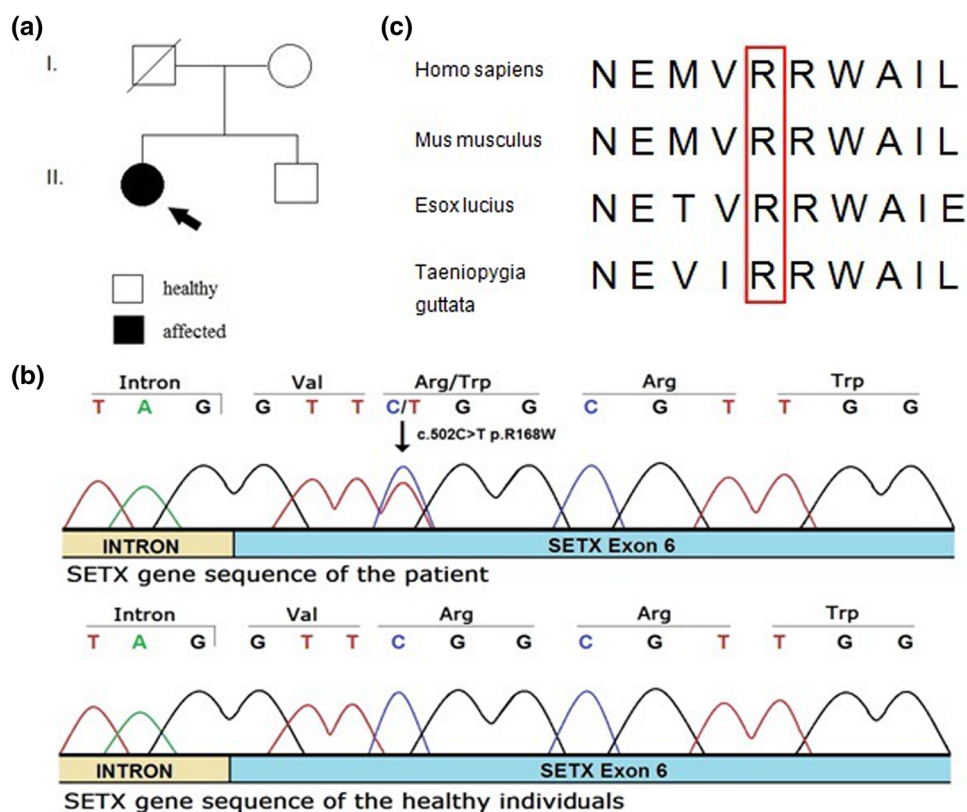 (a)
I.
II.
healthy
affected
(c)
Homo sapiens
N E M V R R W A I L
Mus musculus
N E M V R R W A I L
Esox lucius
N E T V R R W A I E
Taeniopygia
guttata
N E V I R R W A I L
(b)
Intron Val Arg/Trp Arg Trp
T A G G T T C/T G G C G T T G G
c.502C>T p.R168W
INTRON SETX Exon 6
SETX gene sequence of the patient
Intron Val Arg Arg Trp
T A G G T T C G G C G T T G G
INTRON SETX Exon 6
SETX gene sequence of the healthy individuals